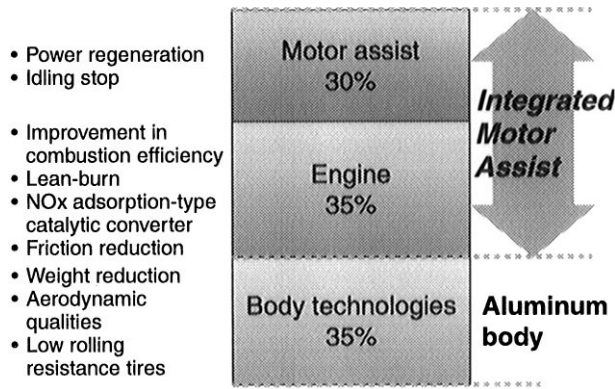 • Power regeneration
• Idling stop
• Improvement in
combustion efficiency
• Lean-burn
• NOx adsorption-type
catalytic converter
• Friction reduction
• Weight reduction
• Aerodynamic
qualities
• Low rolling
resistance tires
Motor assist
30%
Engine
35%
Body technologies
35%
Integrated
Motor
Assist
Aluminum
body